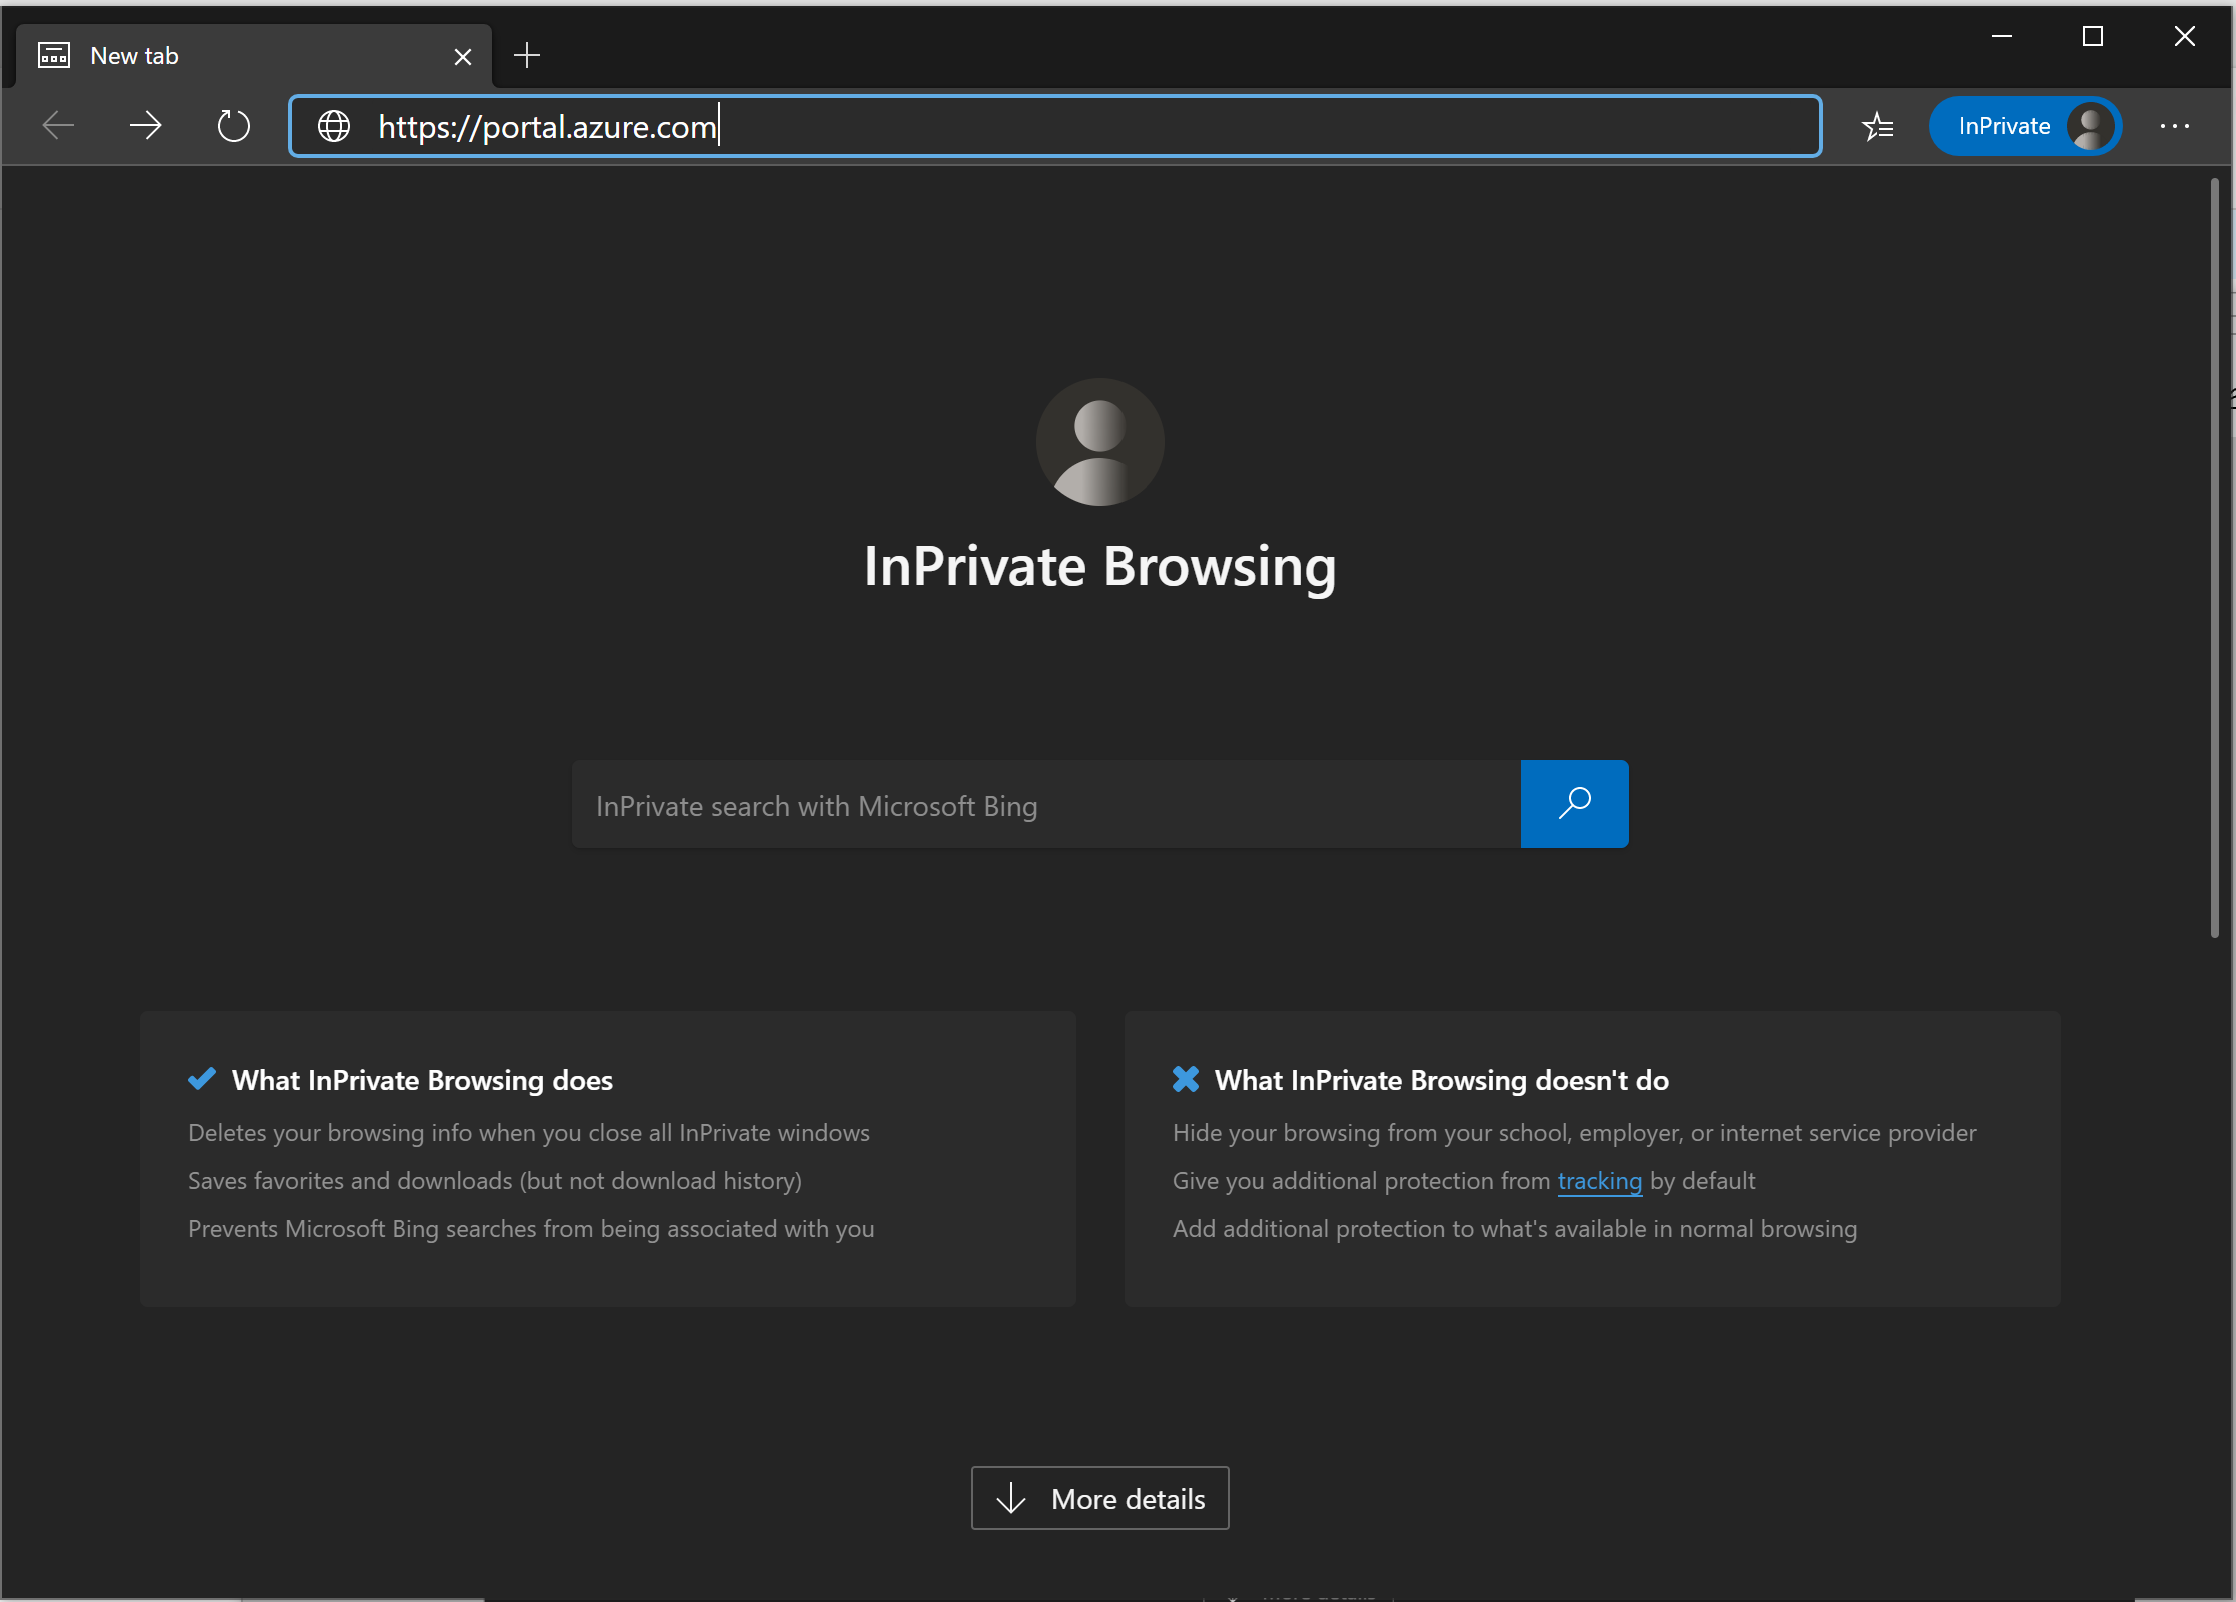 New tab
https://portal.azure.com
InPrivate
InPrivate Browsing
InPrivate search with Microsoft Bing
What InPrivate Browsing does
Deletes your browsing info when you close all InPrivate windows
Saves favorites and downloads (but not download history)
Prevents Microsoft Bing searches from being associated with you
What InPrivate Browsing doesn't do
Hide your browsing from your school, employer, or internet service provider
Give you additional protection from tracking by default
Add additional protection to what's available in normal browsing
More details